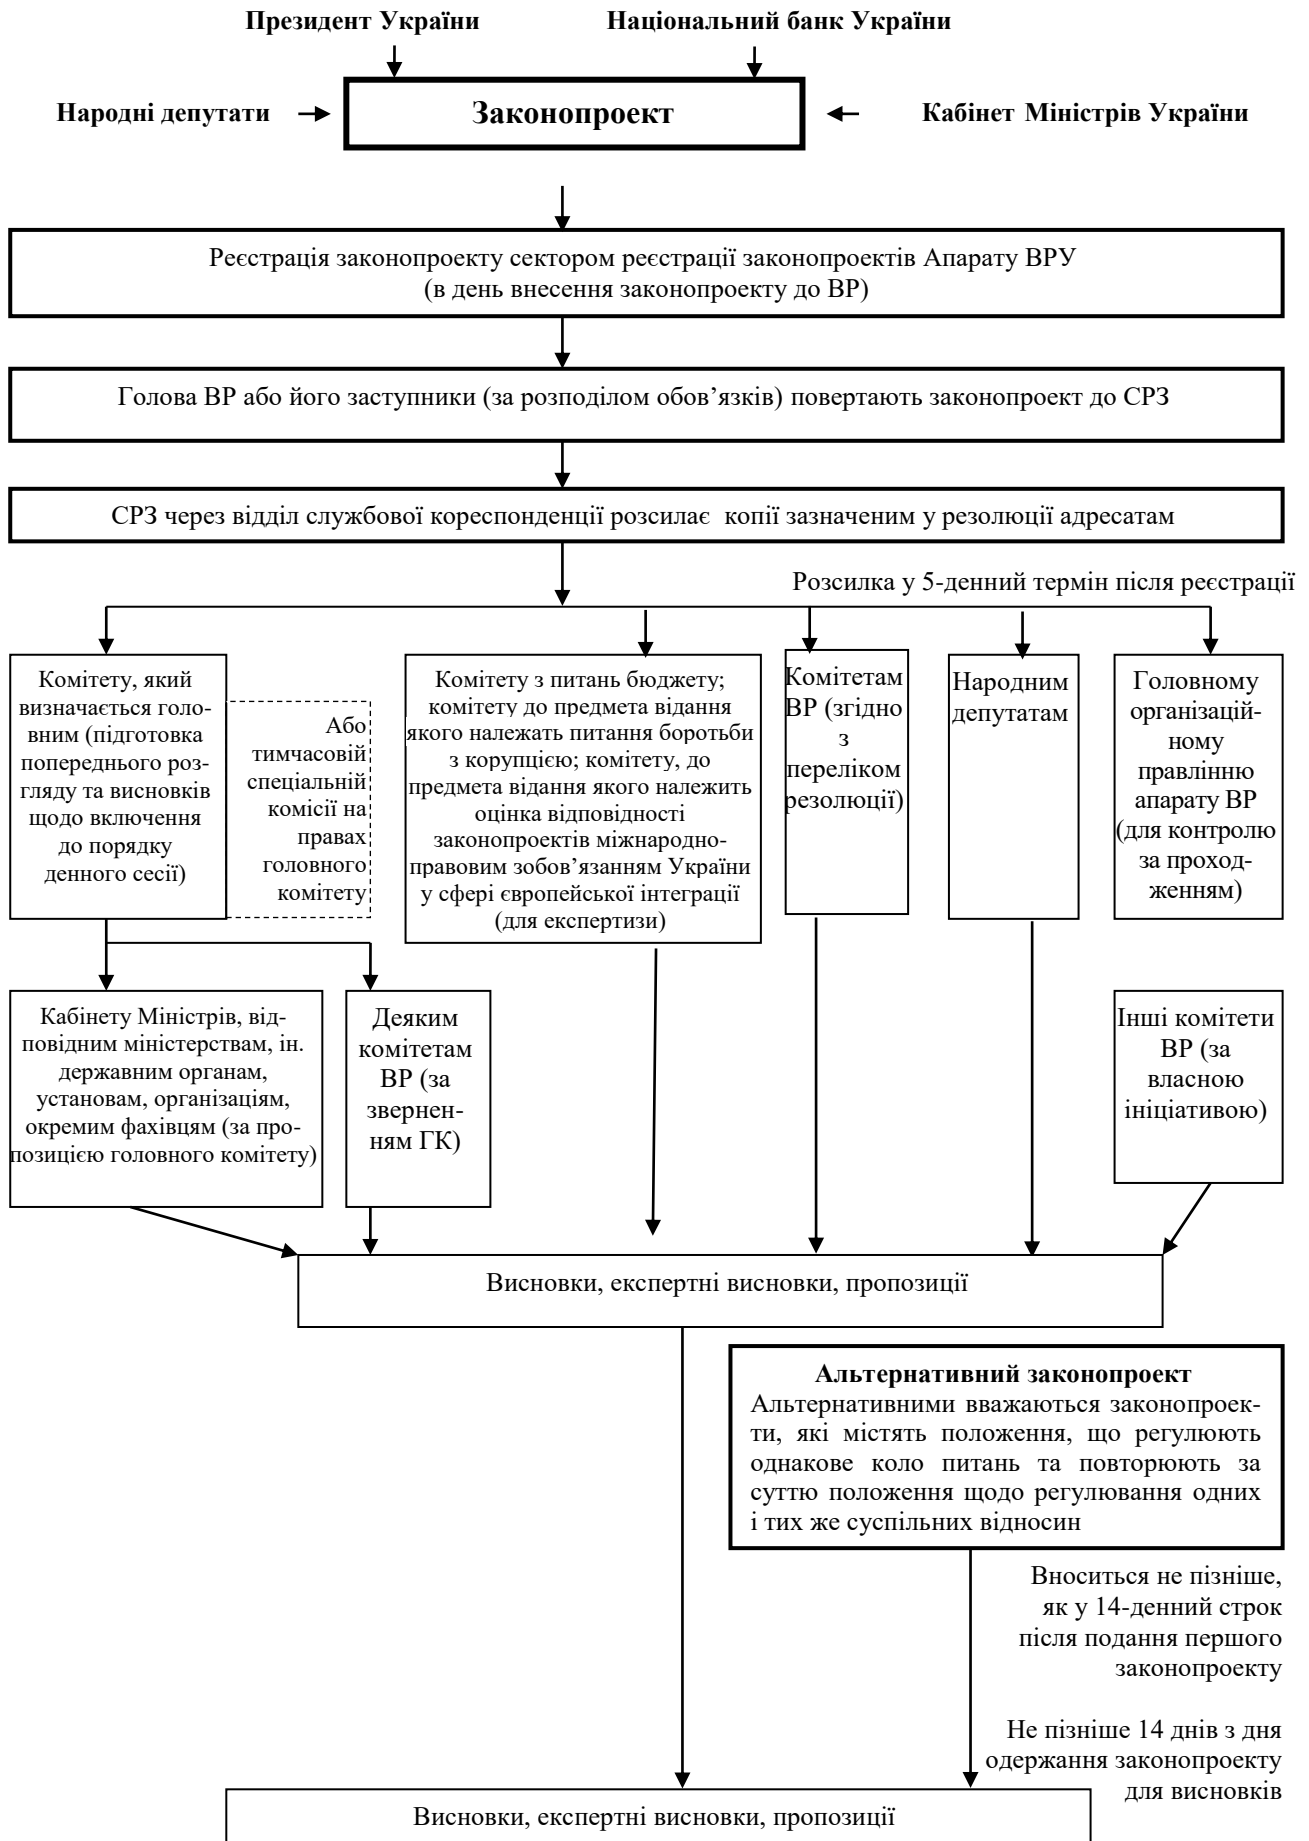 Президент України
Національний банк України
Народні депутати
Законопроект
Кабінет Міністрів України
Реєстрація законопроекту сектором реєстрації законопроектів Апарату ВРУ
(в день внесення законопроекту до ВР)
Голова ВР або його заступники (за розподілом обов’язків) повертають законопроект до СРЗ
СРЗ через відділ службової кореспонденції розсилає копії зазначеним у резолюції адресатам
Розсилка у 5-денний термін після реєстрації
Комітету, який
визначається голо-
вним (підготовка
попереднього роз-
гляду та висновків
щодо включення
до порядку
денного сесії)
Або
тимчасовій
спеціальній
комісії на
правах
головного
комітету
Комітету з питань бюджету;
комітету до предмета відання
якого належать питання боротьби
з корупцією; комітету, до
предмета відання якого належить
оцінка відповідності
законопроектів міжнародно-
правовим зобов’язанням України
у сфері європейської інтеграції
(для експертизи)
Комітетам
ВР (згідно
з
переліком
резолюції)
Народним
депутатам
Головному
організацій-
ному
правлінню
апарату ВР
(для контролю
за проход-
женням)
Кабінету Міністрів, від-
повідним міністерствам, ін.
державним органам,
установам, організаціям,
окремим фахівцям (за про-
позицією головного комітету)
Деяким
комітетам
ВР (за
звернен-
ням ГК)
Інші комітети
ВР (за
власною
ініціативою)
Висновки, експертні висновки, пропозиції
Альтернативний законопроект
Альтернативними вважаються законопроек-
ти, які містять положення, що регулюють
однакове коло питань та повторюють за
суттю положення щодо регулювання одних
і тих же суспільних відносин
Вноситься не пізніше,
як у 14-денний строк
після подання першого
законопроекту
Не пізніше 14 днів з дня
одержання законопроекту
для висновків
Висновки, експертні висновки, пропозиції